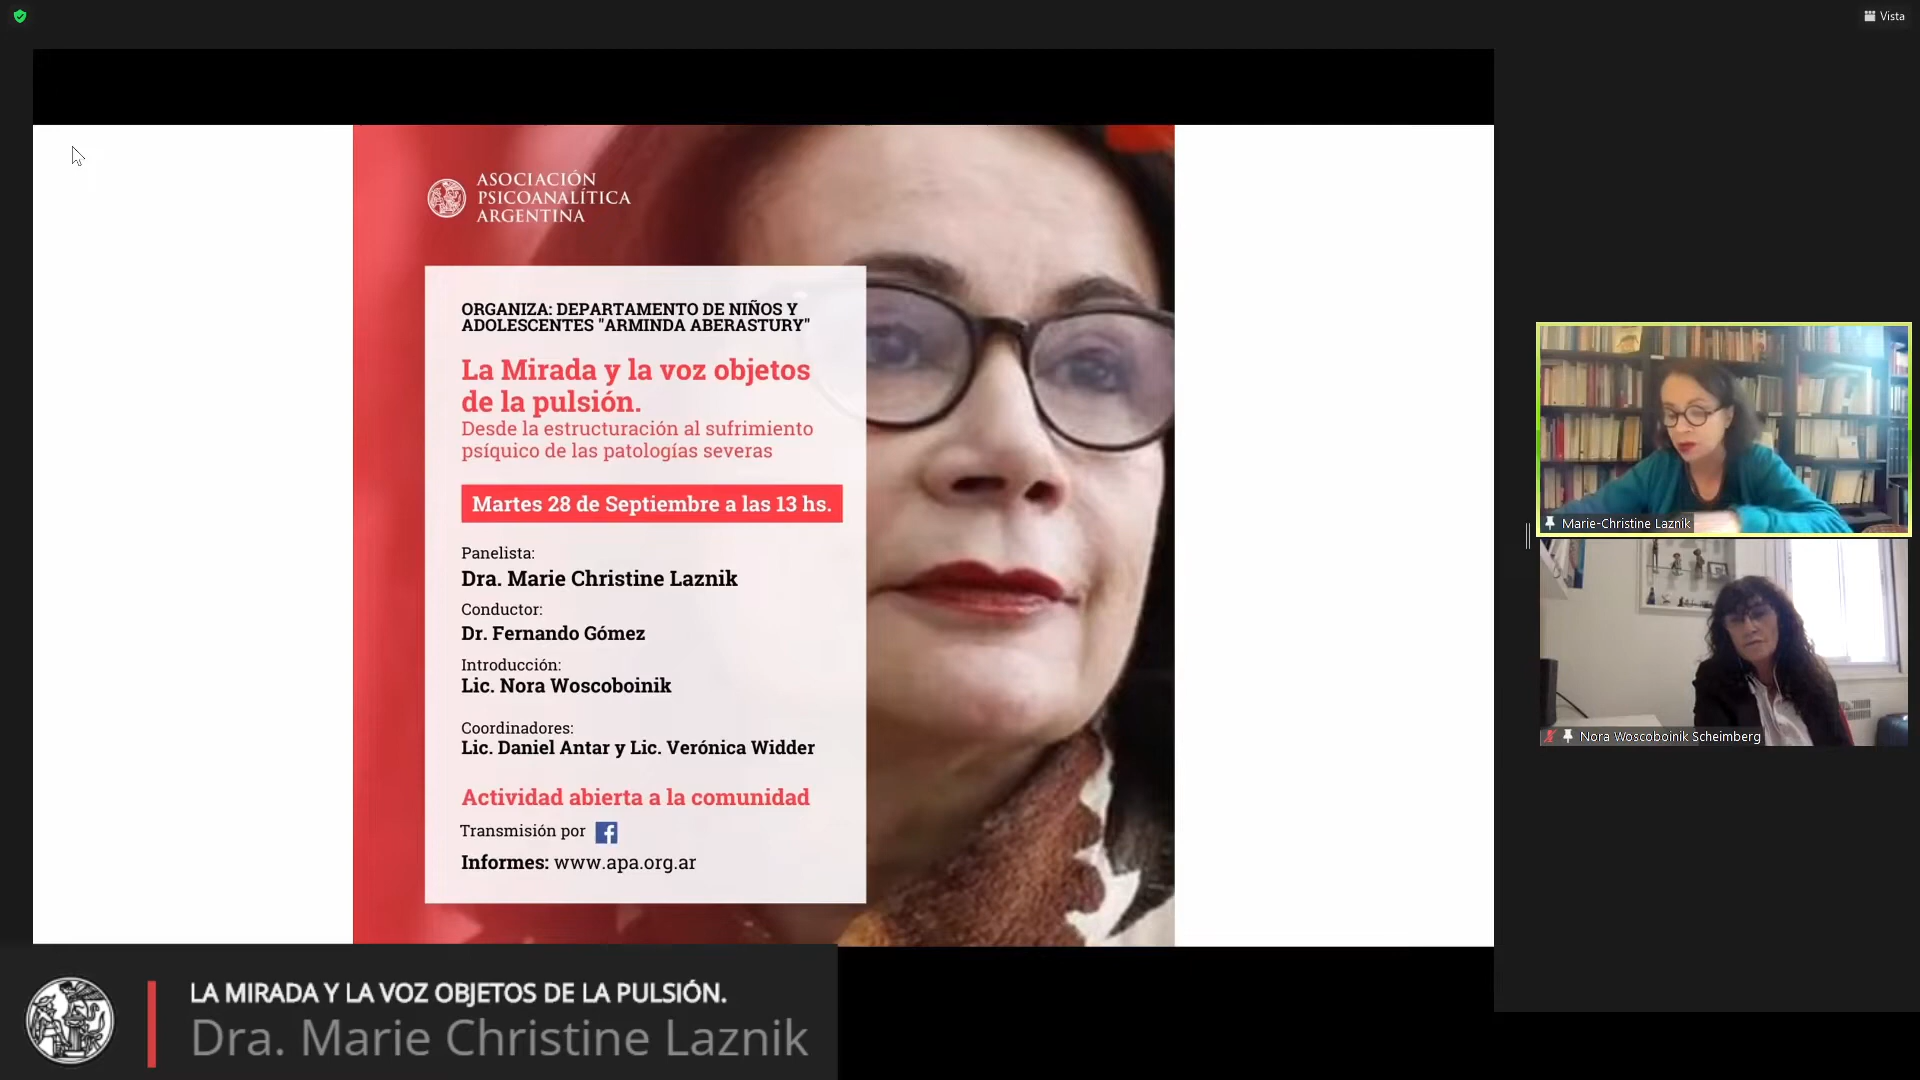 Vista
ASOCIACIÓN
PSICOANALÍTICA
ARGENTINA
ORGANIZA: DEPARTAMENTO DE NIÑOS Y
ADOLESCENTES "ARMINDA ABERASTURY"
La Mirada y la voz objetos
de la pulsión.
Desde la estructuración al sufrimiento
psíquico de las patologías severas
Martes 28 de Septiembre a las 13 hs.
Panelista:
Dra. Marie Christine Laznik
Conductor:
Dr. Fernando Gómez
Introducción:
Lic. Nora Woscoboinik
Coordinadores:
Lic. Daniel Antar y Lic. Verónica Widder
Actividad abierta a la comunidad
Transmisión por
Informes: www.apa.org.ar
Marie-Christine Laznik
Nora Woscoboinik Scheimberg
LA MIRADA Y LA VOZ OBJETOS DE LA PULSIÓN.
Dra. Marie Christine Laznik